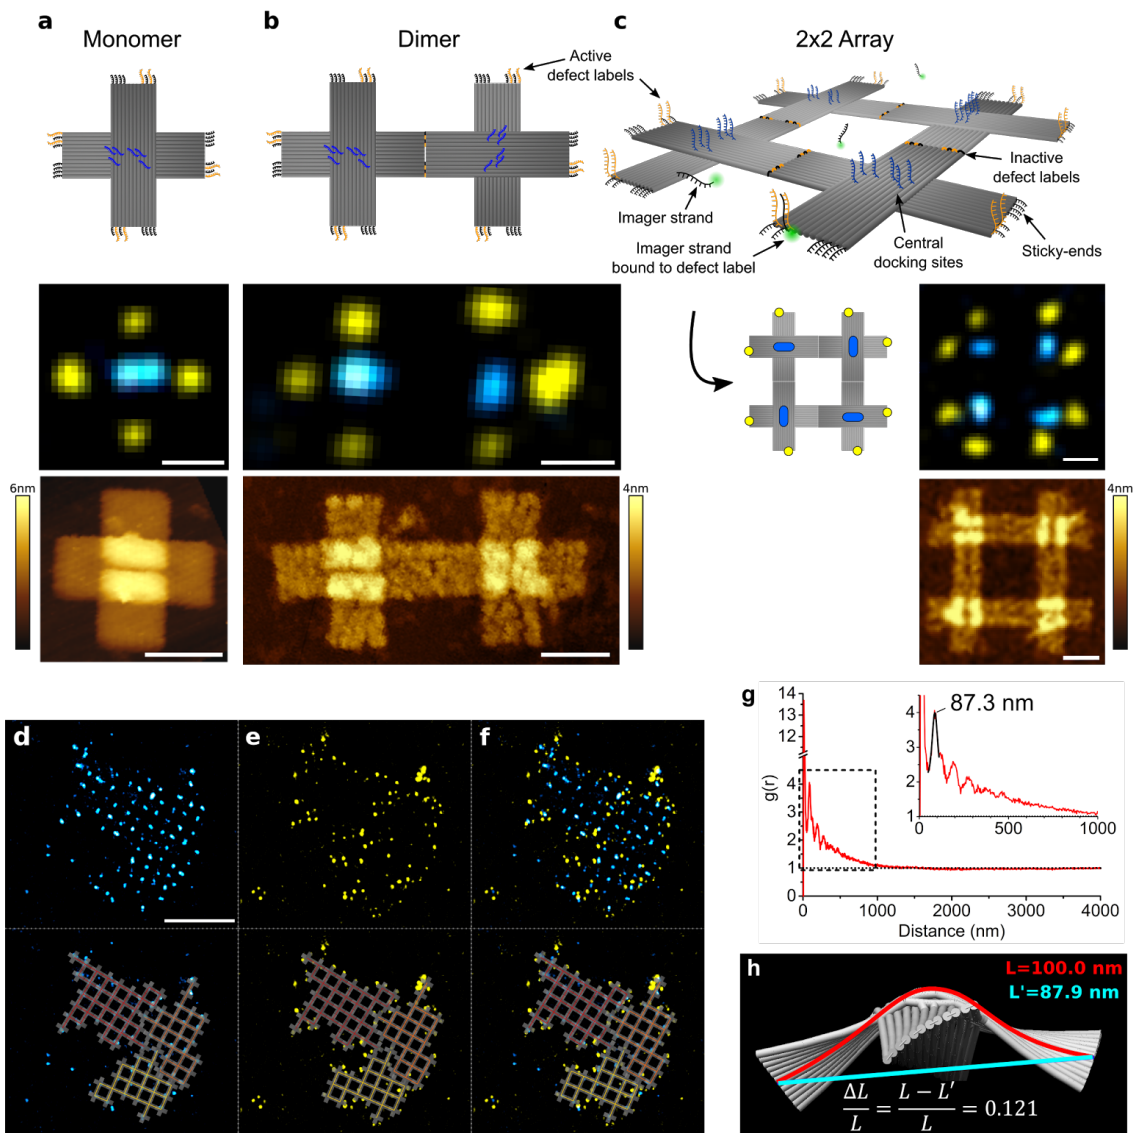 a
Monomer
b
Dimer
c
2x2 Array
Active
defect labels
Inactive
defect labels
Imager strand
Imager strand
bound to defect label
Central
docking sites
Sticky-ends
6nm
4nm
4nm
d
e
f
g
14
13
12
4
3
2
1
0
g(r)
0
1000
2000
3000
4000
Distance (nm)
87.3 nm
4
3
2
1
0
500
1000
h
L=100.0 nm
L'=87.9 nm
ΔL/L = (L − L′)/L = 0.121